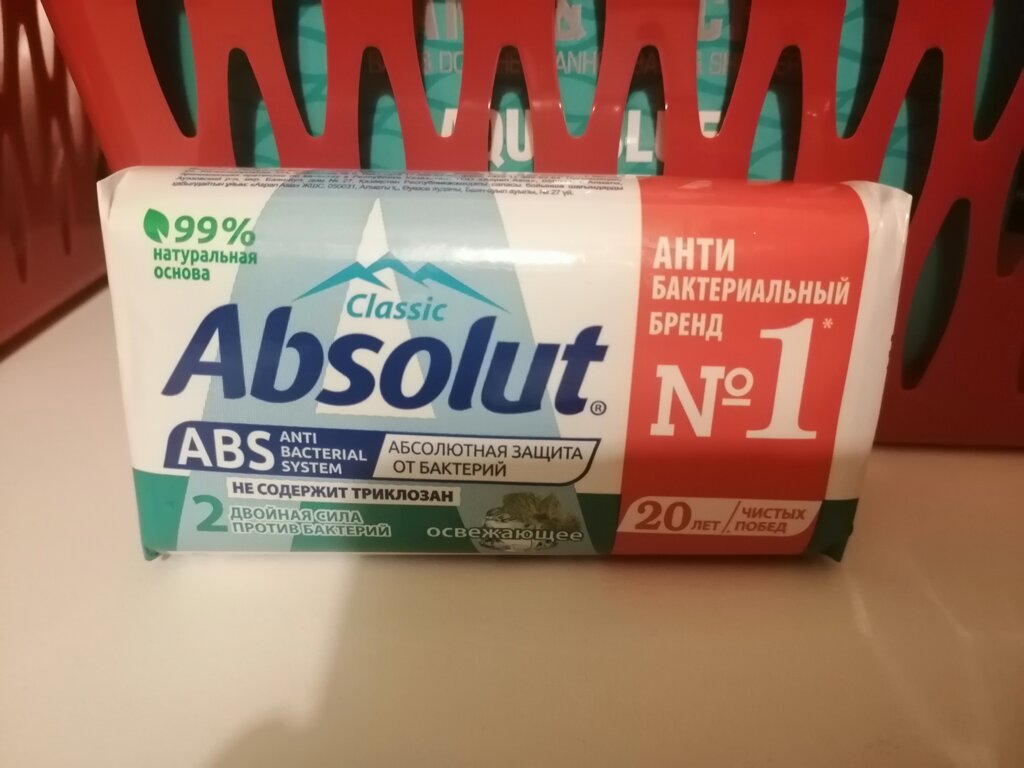 99%
натуральная
основа
Classic
Absolut®
ABS
ANTI
BACTERIAL
SYSTEM
АБСОЛЮТНАЯ ЗАЩИТА
ОТ БАКТЕРИЙ
НЕ СОДЕРЖИТ ТРИКЛОЗАН
2 ДВОЙНАЯ СИЛА
ПРОТИВ БАКТЕРИЙ
освежающее
АНТИ
БАКТЕРИАЛЬНЫЙ
БРЕНД
№1*
20 ЛЕТ / ЧИСТЫХ
ПОБЕД